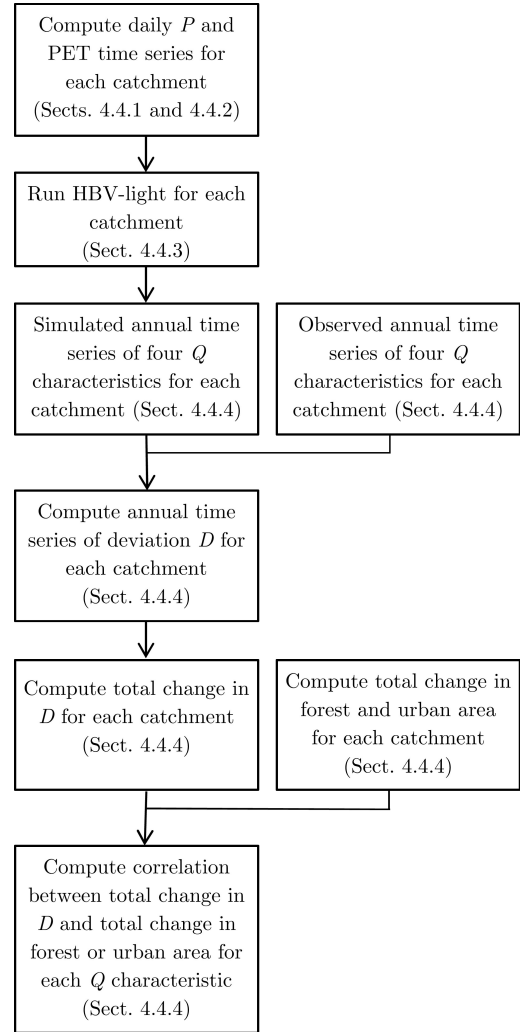 Compute daily P and
PET time series for
each catchment
(Sects. 4.4.1 and 4.4.2)
Run HBV-light for each
catchment
(Sect. 4.4.3)
Simulated annual time
series of four Q
characteristics for each
catchment (Sect. 4.4.4)
Observed annual time
series of four Q
characteristics for each
catchment (Sect. 4.4.4)
Compute annual time
series of deviation D for
each catchment
(Sect. 4.4.4)
Compute total change in
D for each catchment
(Sect. 4.4.4)
Compute total change in
forest and urban area
for each catchment
(Sect. 4.4.4)
Compute correlation
between total change in
D and total change in
forest or urban area for
each Q characteristic
(Sect. 4.4.4)